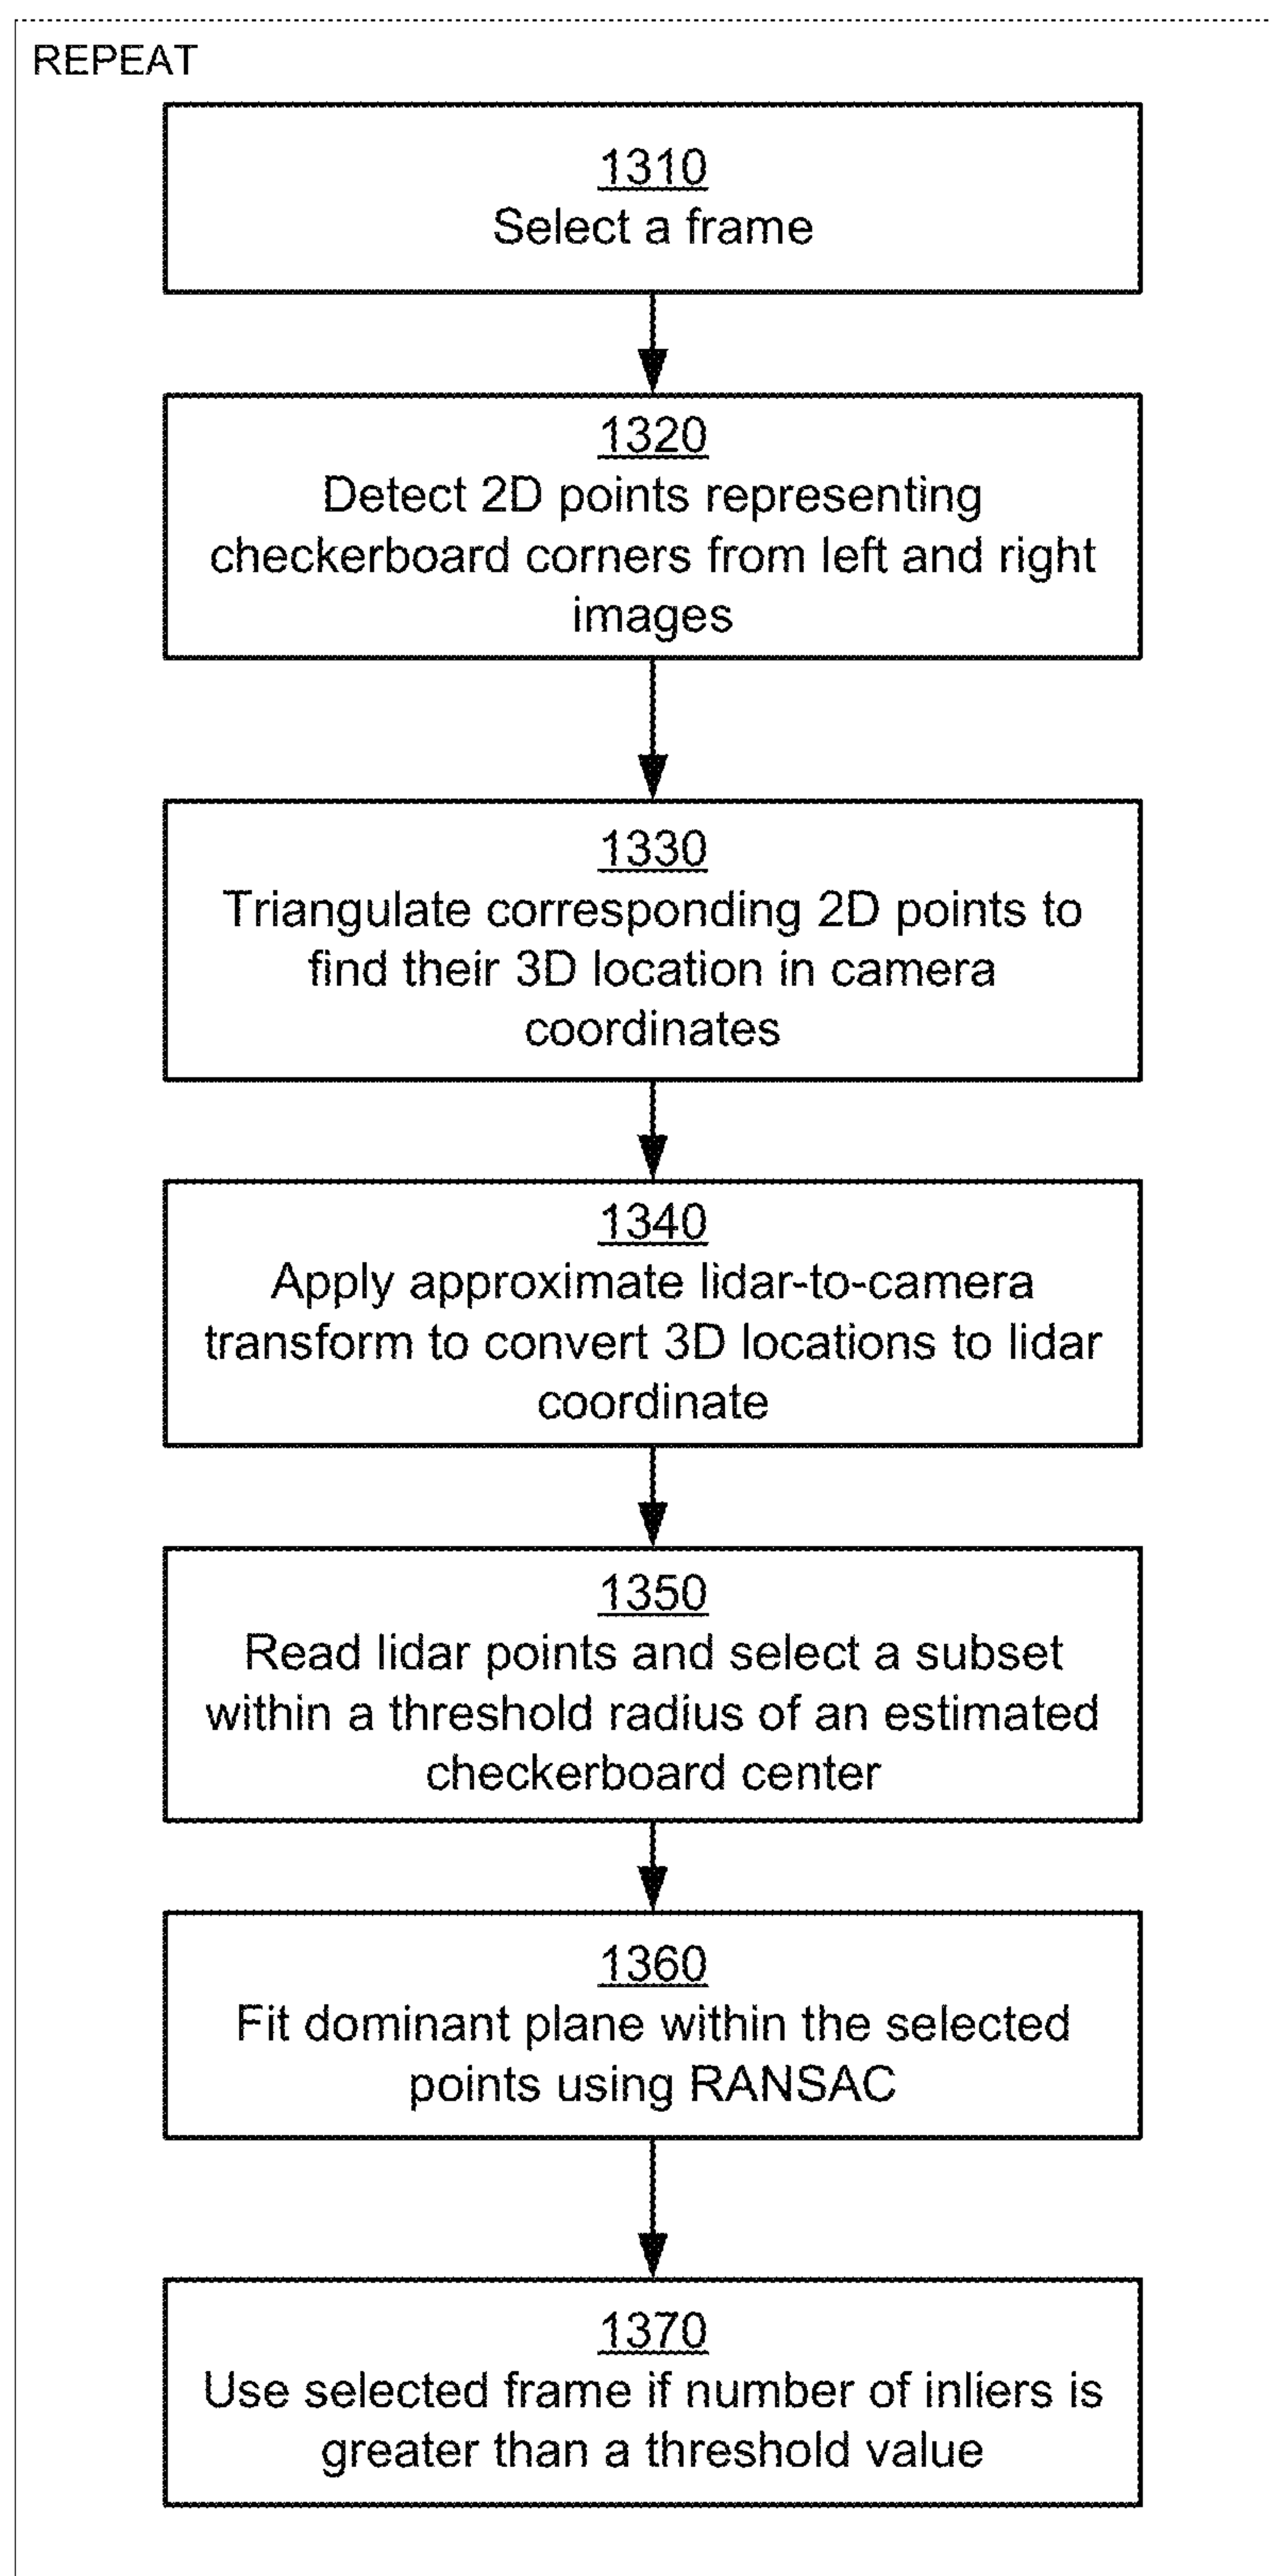 REPEAT
1310
Select a frame
1320
Detect 2D points representing
checkerboard corners from left and right
images
1330
Triangulate corresponding 2D points to
find their 3D location in camera
coordinates
1340
Apply approximate lidar-to-camera
transform to convert 3D locations to lidar
coordinate
1350
Read lidar points and select a subset
within a threshold radius of an estimated
checkerboard center
1360
Fit dominant plane within the selected
points using RANSAC
1370
Use selected frame if number of inliers is
greater than a threshold value